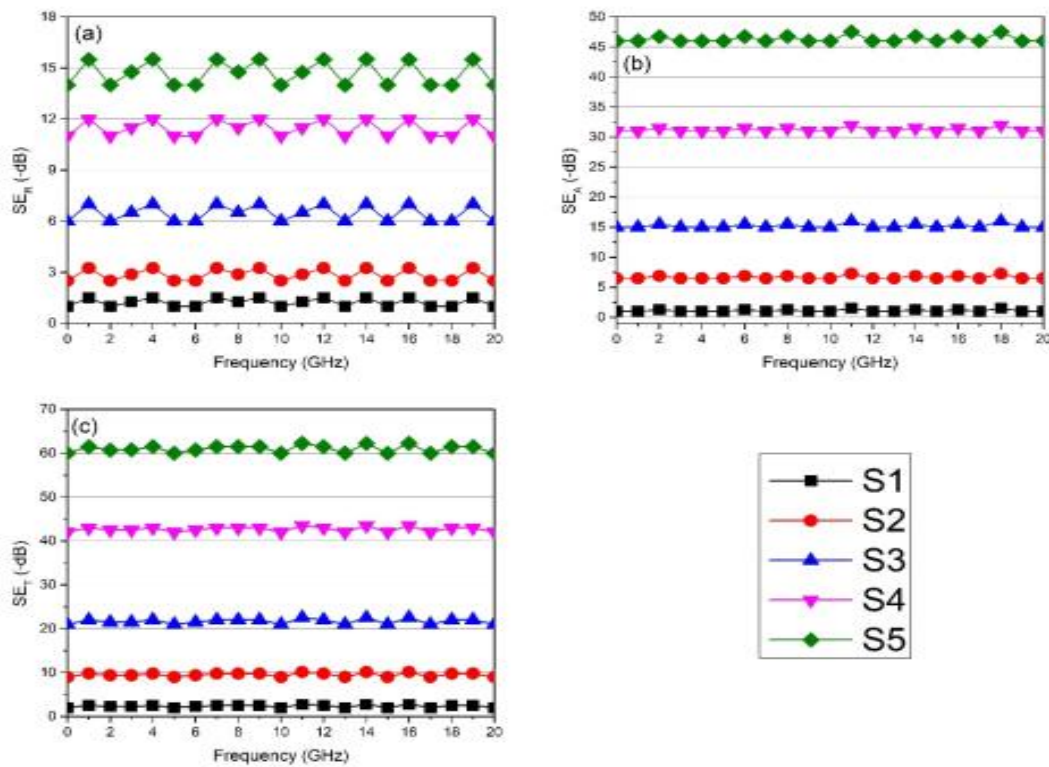 (a)
SE_R (-dB)
18
15
12
9
6
3
0
0 2 4 6 8 10 12 14 16 18 20
Frequency (GHz)
(b)
SE_A (-dB)
50
45
40
35
30
25
20
15
10
5
0
0 2 4 6 8 10 12 14 16 18 20
Frequency (GHz)
(c)
SE_T (-dB)
70
60
50
40
30
20
10
0
0 2 4 6 8 10 12 14 16 18 20
Frequency (GHz)
S1
S2
S3
S4
S5